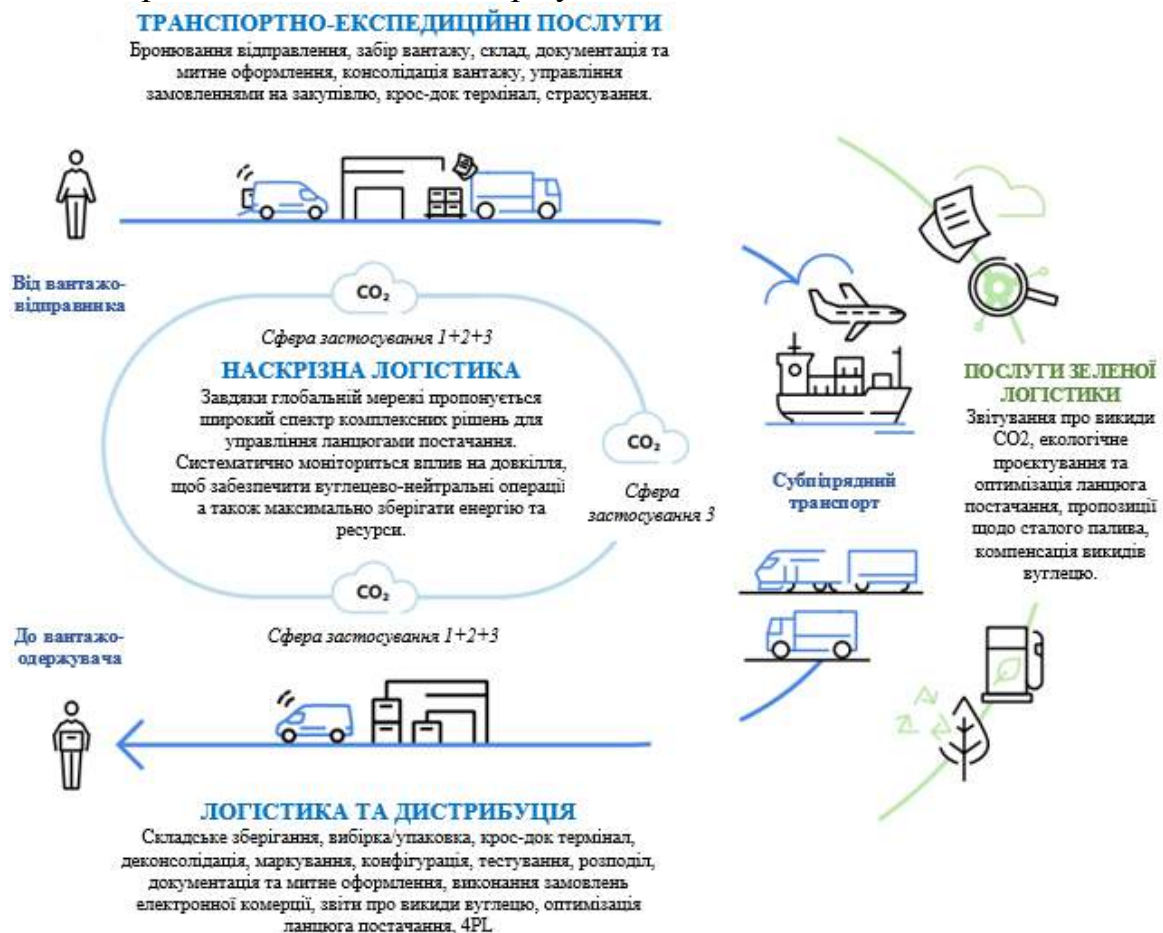 ТРАНСПОРТНО-ЕКСПЕДИЦІЙНІ ПОСЛУГИ
Бронювання відправлення, забір вантажу, склад, документація та
митне оформлення, консолідація вантажу, управління
замовленнями на закупівлю, крос-док термінал, страхування.
Від вантажо-
відправника
CO₂
Сфера застосування 1+2+3
НАСКРІЗНА ЛОГІСТИКА
Завдяки глобальній мережі пропонується
широкий спектр комплексних рішень для
управління ланцюгами постачання.
Систематично моніториться вплив на довкілля,
щоб забезпечити вуглецево-нейтральні операції
а також максимально зберігати енергію та
ресурси.
CO₂
Сфера
застосування 3
CO₂
Сфера застосування 1+2+3
Субпідрядний
транспорт
ПОСЛУГИ ЗЕЛЕНОЇ
ЛОГІСТИКИ
Звітування про викиди
CO2, екологічне
проєктування та
оптимізація ланцюга
постачання, пропозиції
щодо сталого палива,
компенсація викидів
вуглецю.
До вантажо-
одержувача
ЛОГІСТИКА ТА ДИСТРИБУЦІЯ
Складське зберігання, вибірка/упаковка, крос-док термінал,
деконсолідація, маркування, конфігурація, тестування, розподіл,
документація та митне оформлення, виконання замовлень
електронної комерції, звіти про викиди вуглецю, оптимізація
ланцюга постачання, 4PL